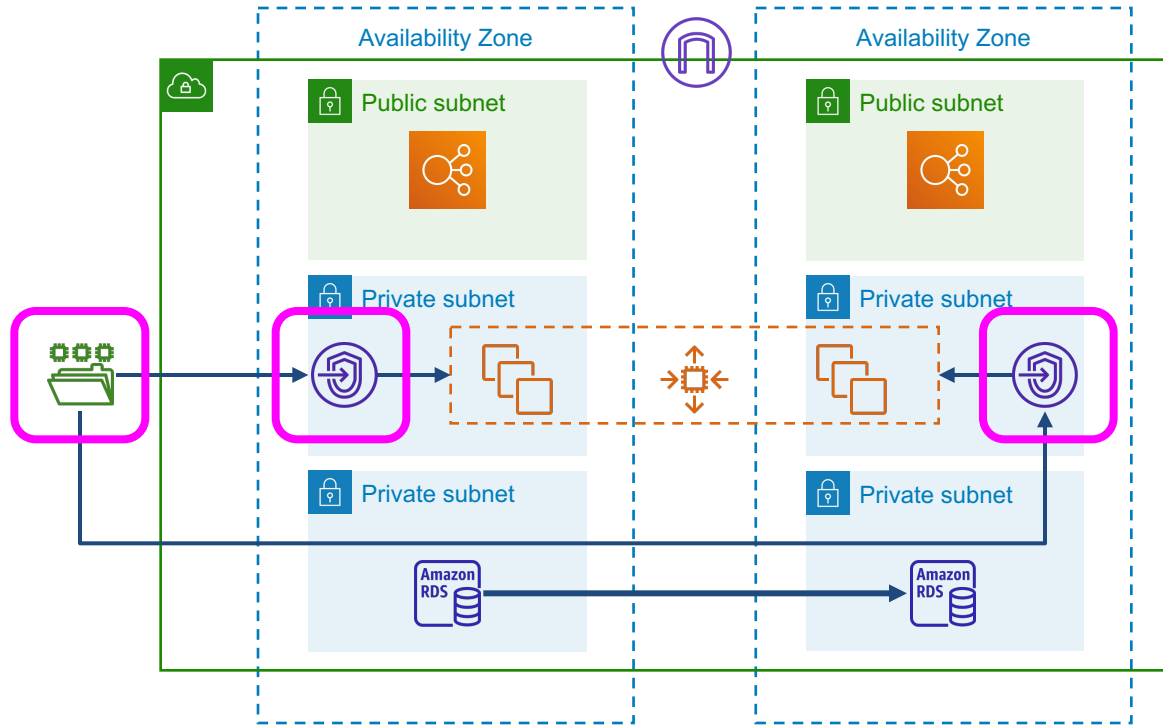 Availability Zone
Availability Zone
Public subnet
Public subnet
Private subnet
Private subnet
Private subnet
Private subnet
Amazon
RDS
Amazon
RDS